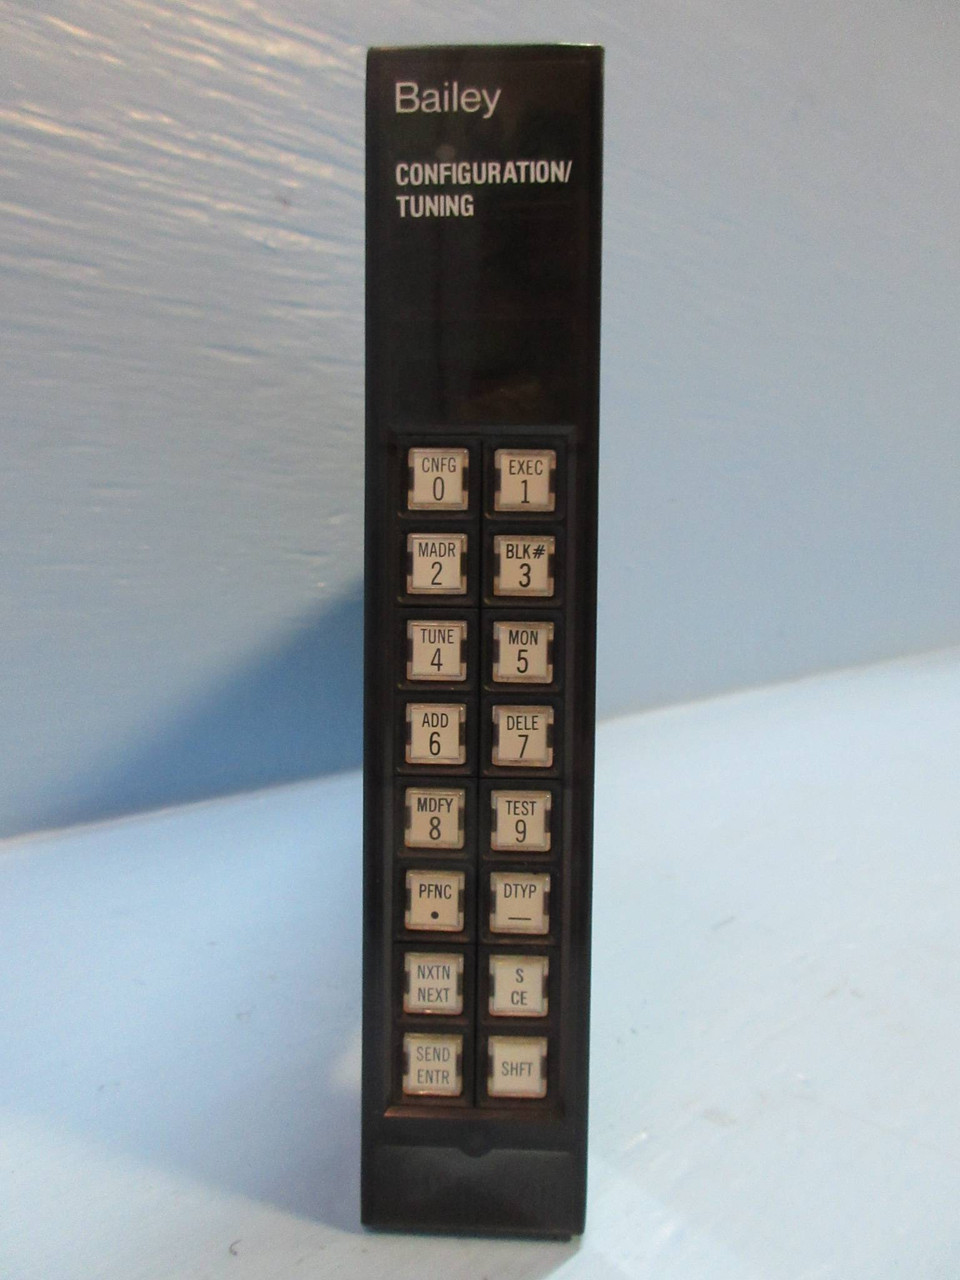 Bailey
CONFIGURATION/
TUNING
CNFG
0
EXEC
1
MADR
2
BLK#
3
TUNE
4
MON
5
ADD
6
DELE
7
MDFY
8
TEST
9
PFNC
•
DTYP
—
NXTN
NEXT
S
CE
SEND
ENTR
SHFT